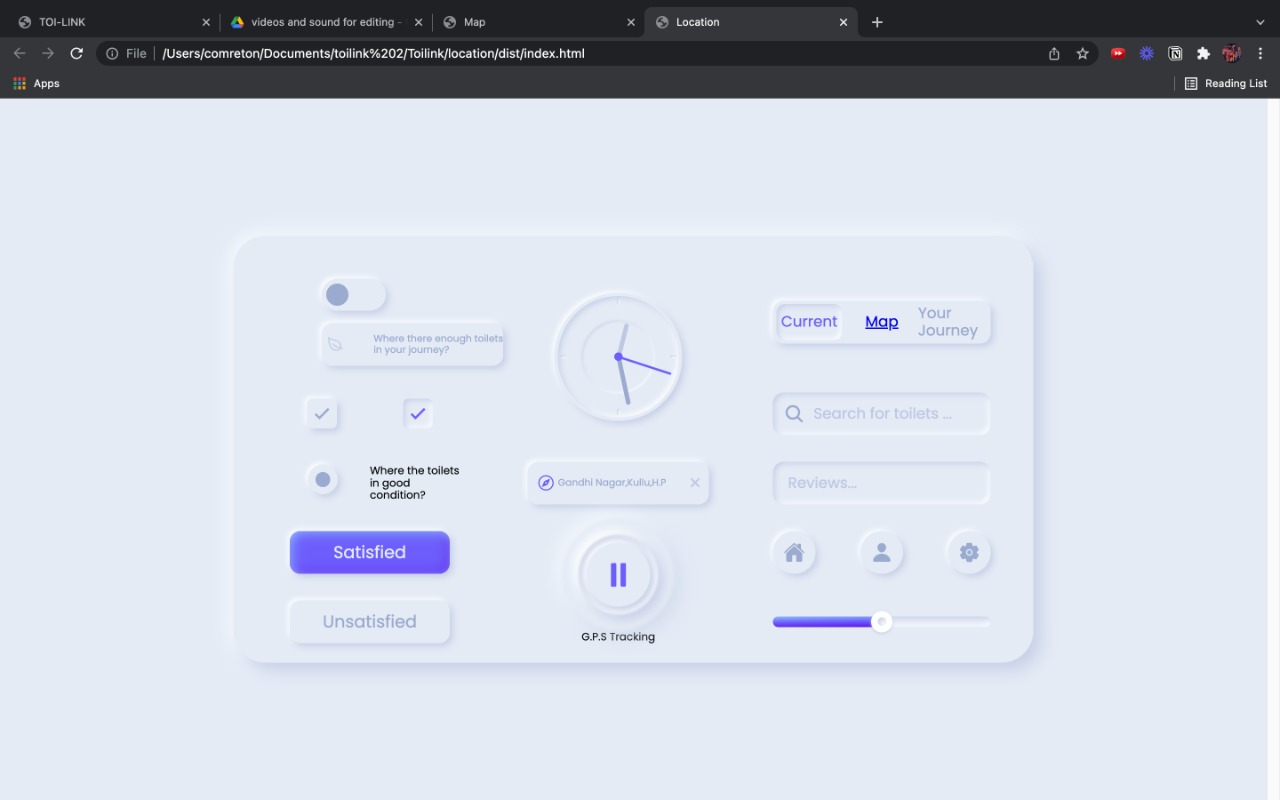 TOI-LINK
videos and sound for editing -
Map
Location
File
/Users/comreton/Documents/toilink%202/Toilink/location/dist/index.html
Apps
Reading List
Where there enough toilets
in your journey?
Current
Map
Your
Journey
Search for toilets ...
Where the toilets
in good
condition?
Gandhi Nagar,Kullu,H.P
Reviews...
Satisfied
Unsatisfied
G.P.S Tracking